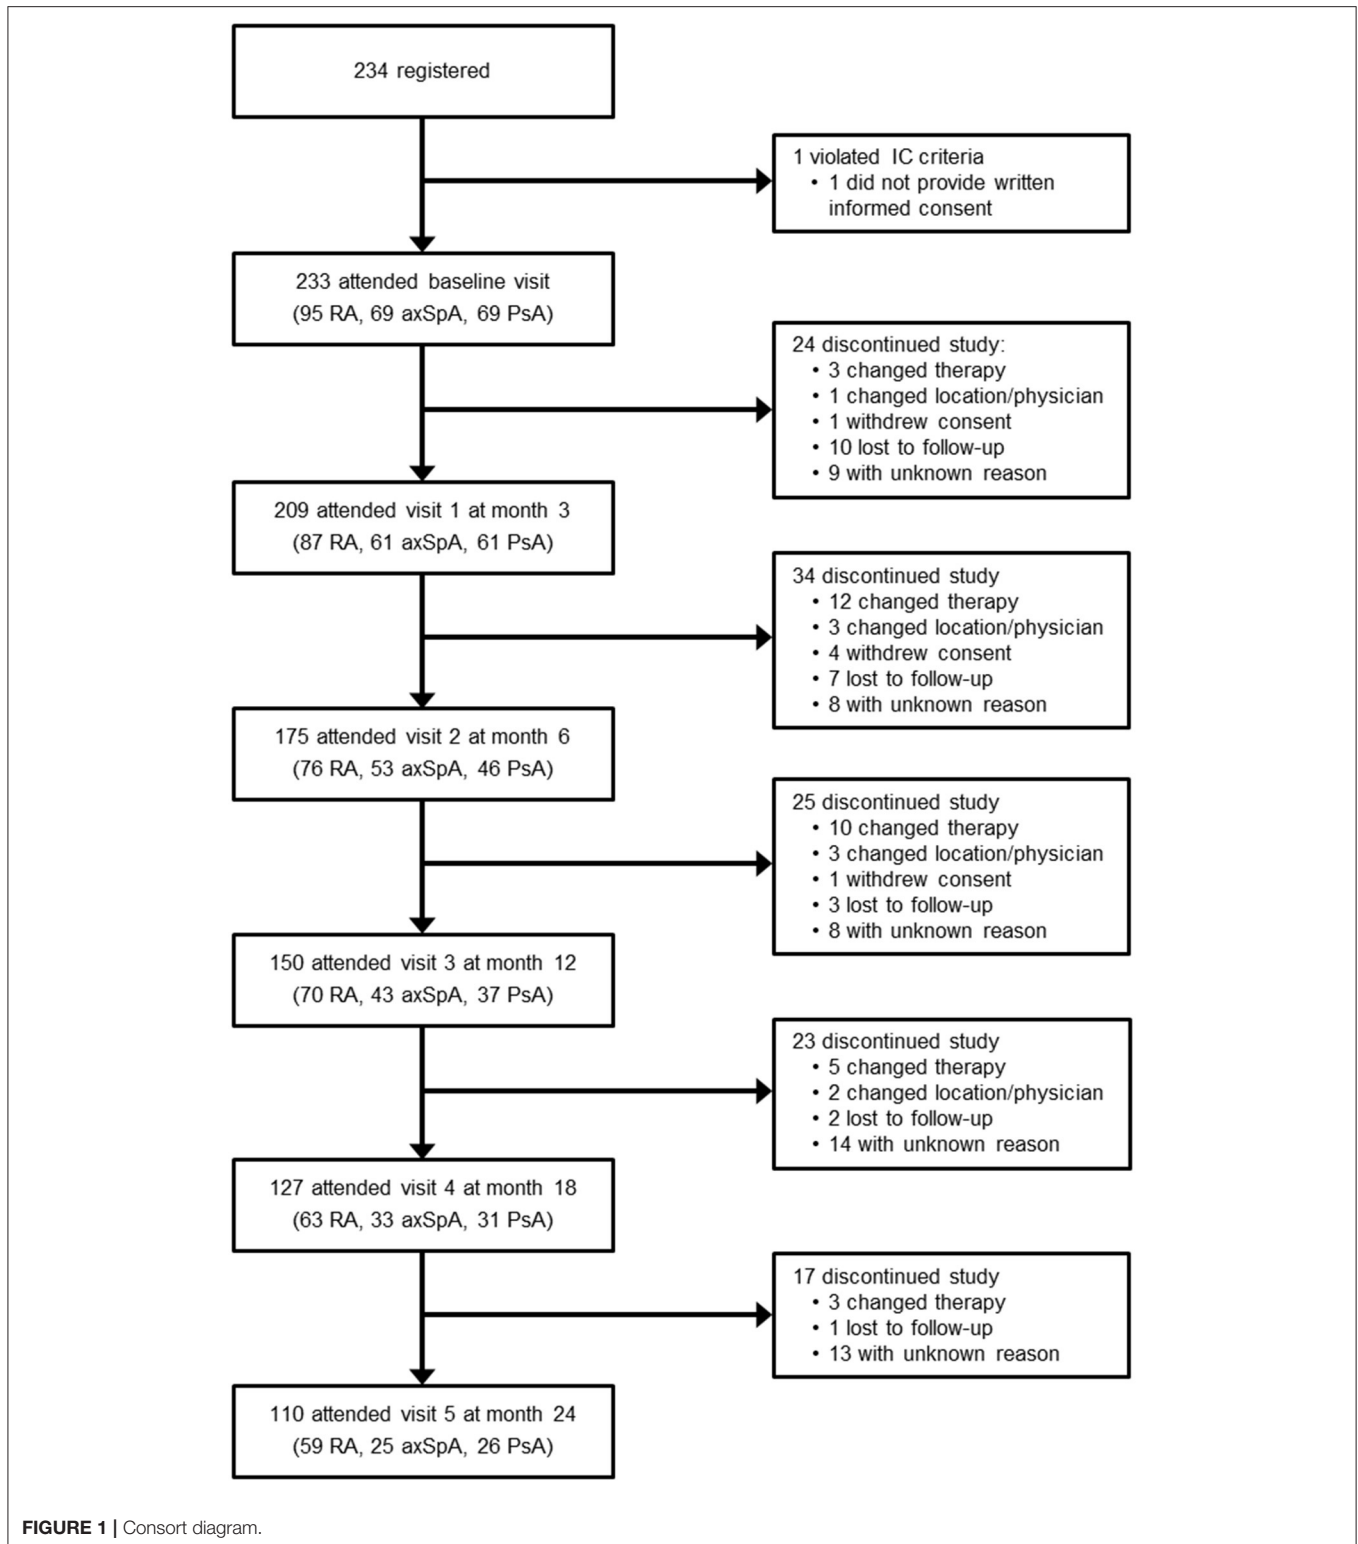 234 registered
1 violated IC criteria
• 1 did not provide written
informed consent
233 attended baseline visit
(95 RA, 69 axSpA, 69 PsA)
24 discontinued study:
• 3 changed therapy
• 1 changed location/physician
• 1 withdrew consent
• 10 lost to follow-up
• 9 with unknown reason
209 attended visit 1 at month 3
(87 RA, 61 axSpA, 61 PsA)
34 discontinued study
• 12 changed therapy
• 3 changed location/physician
• 4 withdrew consent
• 7 lost to follow-up
• 8 with unknown reason
175 attended visit 2 at month 6
(76 RA, 53 axSpA, 46 PsA)
25 discontinued study
• 10 changed therapy
• 3 changed location/physician
• 1 withdrew consent
• 3 lost to follow-up
• 8 with unknown reason
150 attended visit 3 at month 12
(70 RA, 43 axSpA, 37 PsA)
23 discontinued study
• 5 changed therapy
• 2 changed location/physician
• 2 lost to follow-up
• 14 with unknown reason
127 attended visit 4 at month 18
(63 RA, 33 axSpA, 31 PsA)
17 discontinued study
• 3 changed therapy
• 1 lost to follow-up
• 13 with unknown reason
110 attended visit 5 at month 24
(59 RA, 25 axSpA, 26 PsA)
FIGURE 1 | Consort diagram.